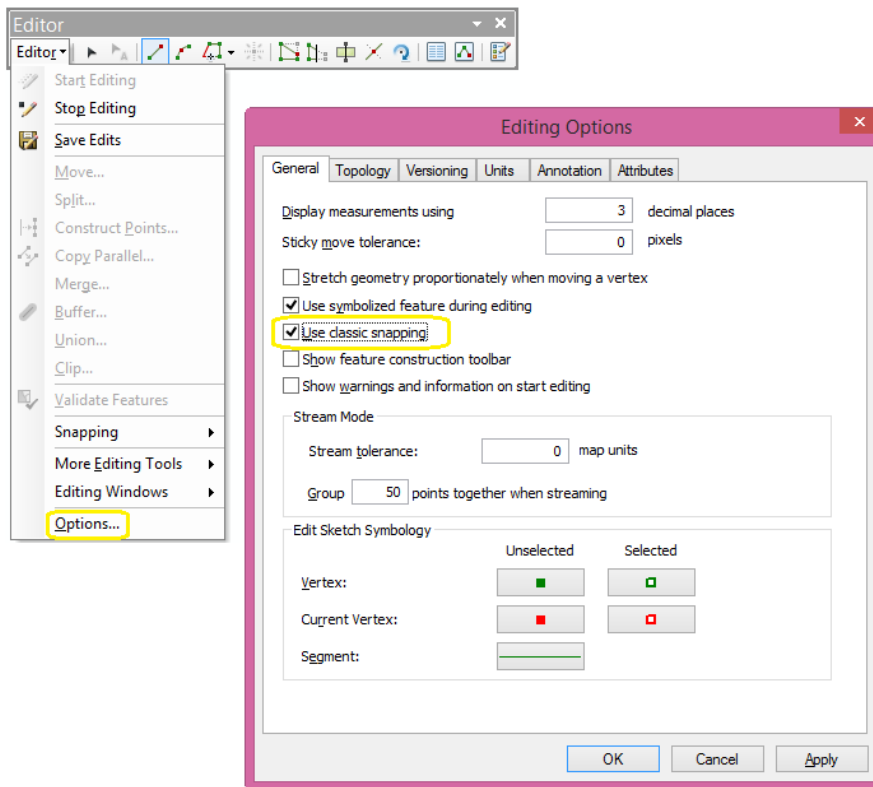 Editor
Editor
Start Editing
Stop Editing
Save Edits
Move...
Split...
Construct Points...
Copy Parallel...
Merge...
Buffer...
Union...
Clip...
Validate Features
Snapping
More Editing Tools
Editing Windows
Options...
Editing Options
General Topology Versioning Units Annotation Attributes
Display measurements using 3 decimal places
Sticky move tolerance: 0 pixels
Stretch geometry proportionately when moving a vertex
Use symbolized feature during editing
Use classic snapping
Show feature construction toolbar
Show warnings and information on start editing
Stream Mode
Stream tolerance: 0 map units
Group 50 points together when streaming
Edit Sketch Symbology
Unselected Selected
Vertex:
Current Vertex:
Segment:
OK Cancel Apply